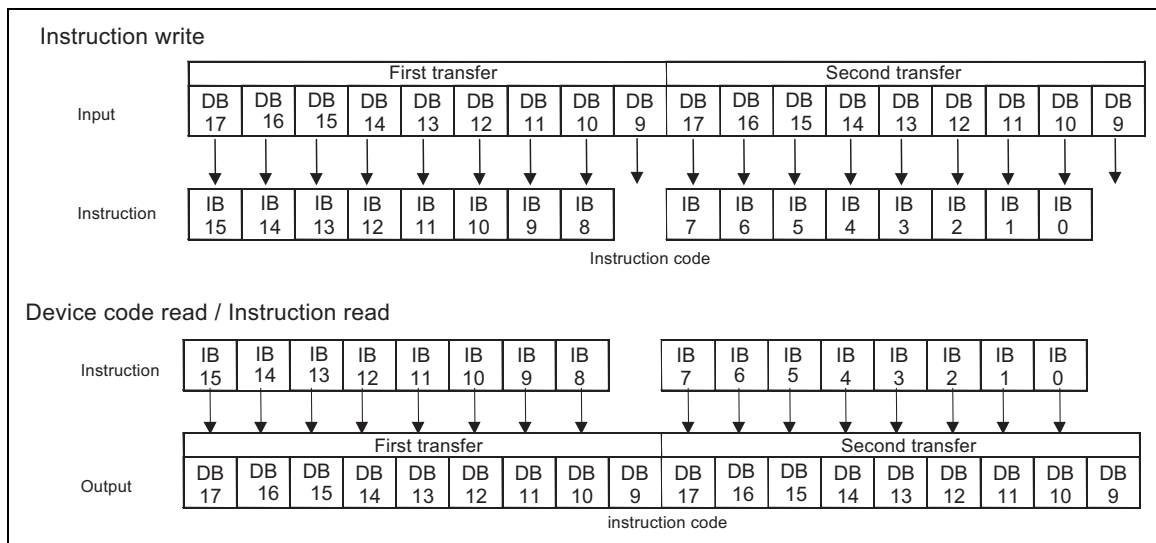 Instruction write
First transfer Second transfer
Input DB 17 DB 16 DB 15 DB 14 DB 13 DB 12 DB 11 DB 10 DB 9 DB 17 DB 16 DB 15 DB 14 DB 13 DB 12 DB 11 DB 10 DB 9
Instruction IB 15 IB 14 IB 13 IB 12 IB 11 IB 10 IB 9 IB 8 IB 7 IB 6 IB 5 IB 4 IB 3 IB 2 IB 1 IB 0
Instruction code
Device code read / Instruction read
Instruction IB 15 IB 14 IB 13 IB 12 IB 11 IB 10 IB 9 IB 8 IB 7 IB 6 IB 5 IB 4 IB 3 IB 2 IB 1 IB 0
First transfer Second transfer
Output DB 17 DB 16 DB 15 DB 14 DB 13 DB 12 DB 11 DB 10 DB 9 DB 17 DB 16 DB 15 DB 14 DB 13 DB 12 DB 11 DB 10 DB 9
instruction code